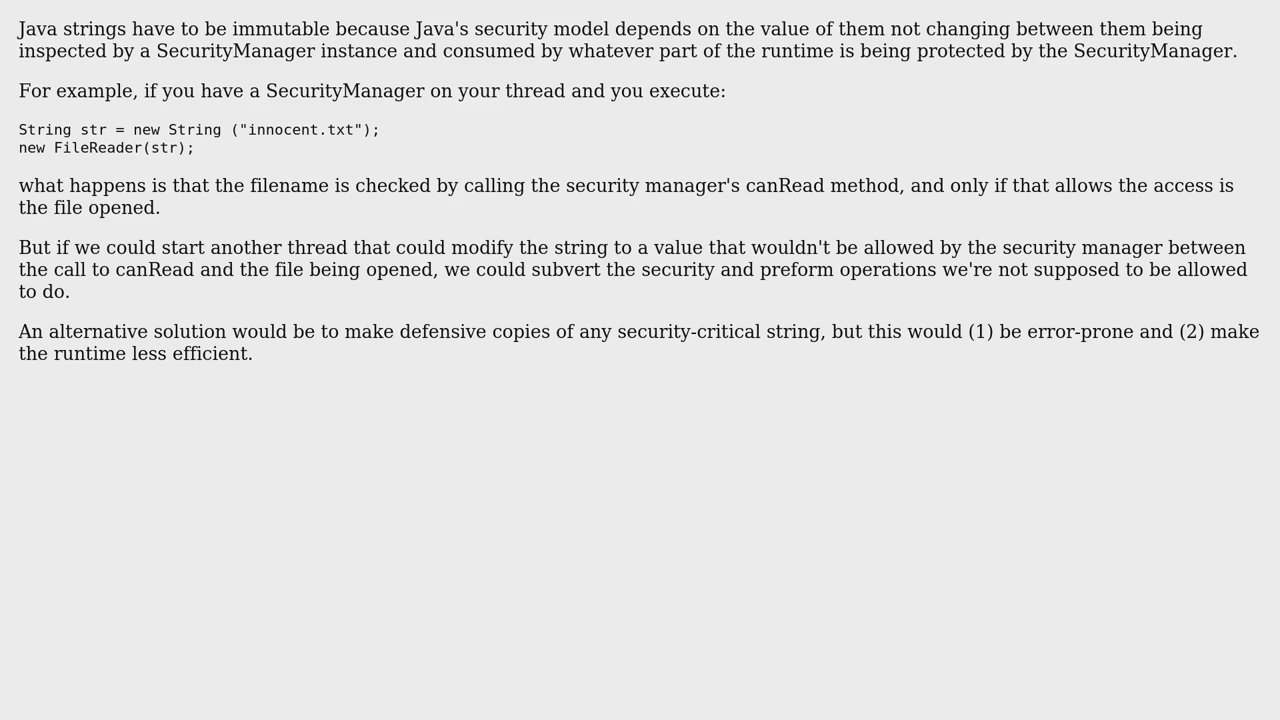 Java strings have to be immutable because Java's security model depends on the value of them not changing between them being
inspected by a SecurityManager instance and consumed by whatever part of the runtime is being protected by the SecurityManager.
For example, if you have a SecurityManager on your thread and you execute:
String str = new String ("innocent.txt");
new FileReader(str);
what happens is that the filename is checked by calling the security manager's canRead method, and only if that allows the access is
the file opened.
But if we could start another thread that could modify the string to a value that wouldn't be allowed by the security manager between
the call to canRead and the file being opened, we could subvert the security and preform operations we're not supposed to be allowed
to do.
An alternative solution would be to make defensive copies of any security-critical string, but this would (1) be error-prone and (2) make
the runtime less efficient.